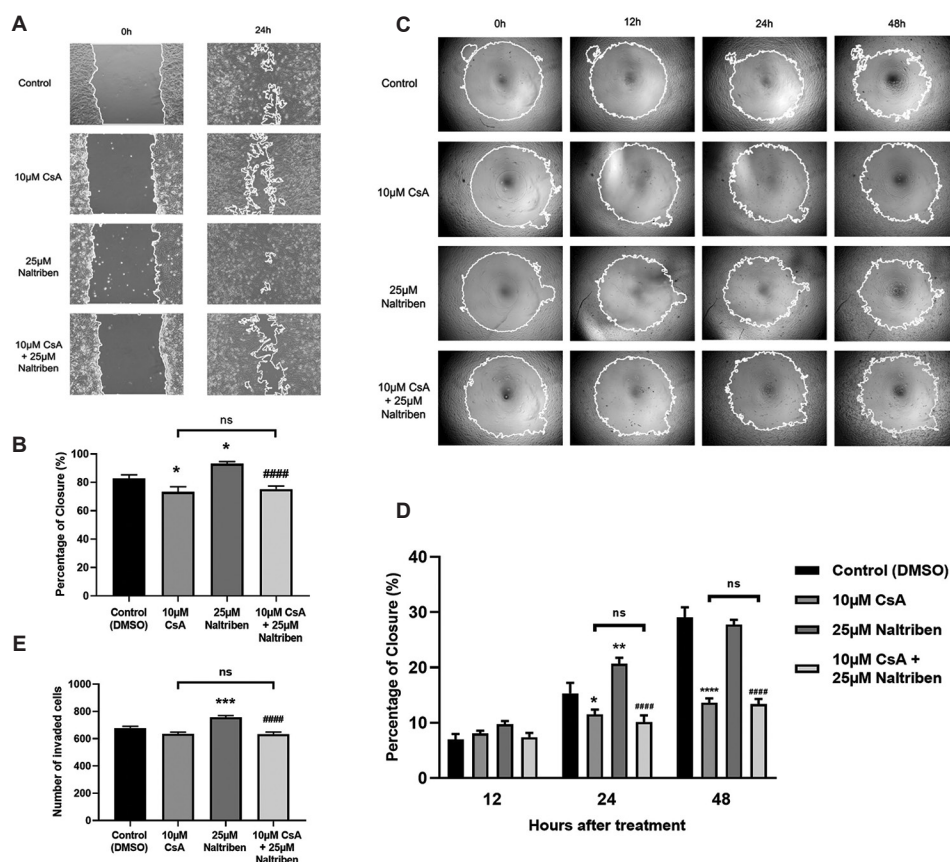 A
0h
24h
Control
10µM CsA
25µM
Naltriben
10µM CsA
+ 25µM
Naltriben
B
ns
*
*
####
Percentage of Closure (%)
100
80
60
40
20
0
Control
(DMSO)
10µM
CsA
25µM
Naltriben
10µM CsA
+ 25µM
Naltriben
E
ns
***
####
Number of invaded cells
1000
800
600
400
200
0
Control
(DMSO)
10µM
CsA
25µM
Naltriben
10µM CsA
+ 25µM
Naltriben
C
0h
12h
24h
48h
Control
10µM CsA
25µM
Naltriben
10µM CsA
+ 25µM
Naltriben
D
Percentage of Closure (%)
40
30
20
10
0
ns
*
**
####
ns
****
####
12
24
48
Hours after treatment
Control (DMSO)
10µM CsA
25µM Naltriben
10µM CsA +
25µM Naltriben